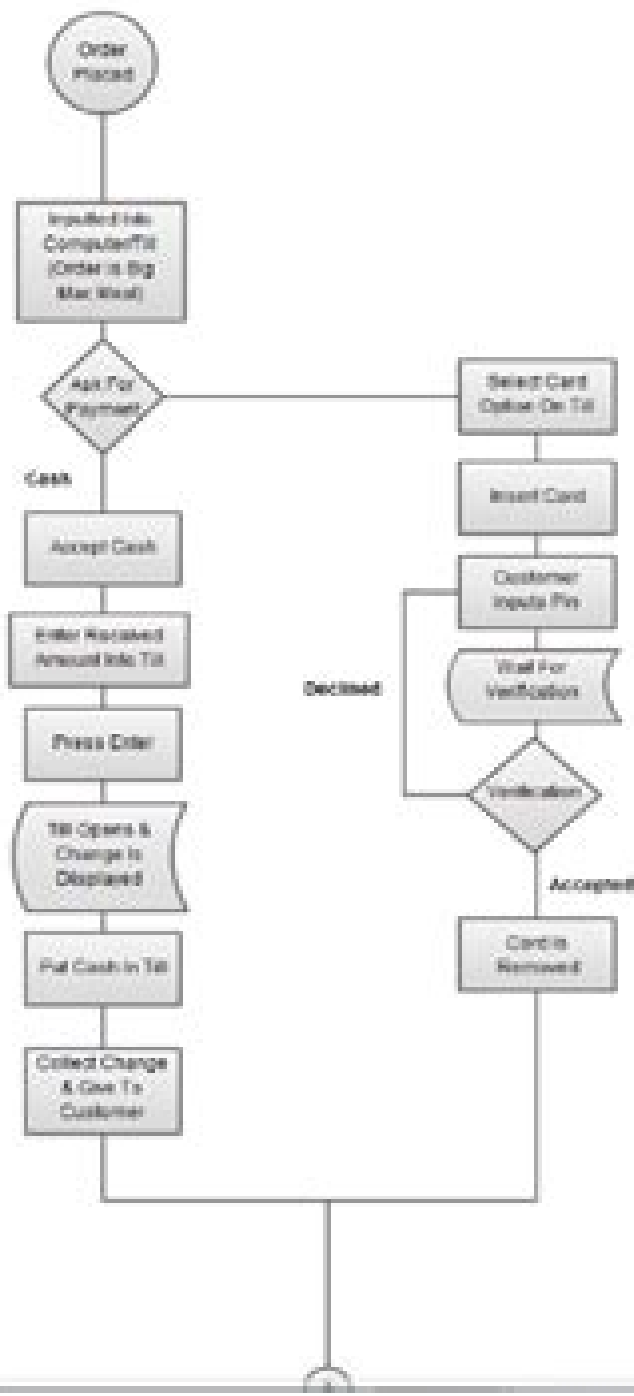 Order
Placed
Inputted Into
Computer/Till
(Order is Big
Mac Meal)
Ask For
Payment
Cash
Accept Cash
Enter Received
Amount Into Till
Press Enter
Till Opens &
Change Is
Displayed
Put Cash In Till
Collect Change
& Give To
Customer
Select Card
Option On Till
Insert Card
Customer
Inputs Pin
Wait For
Verification
Declined
Verification
Accepted
Card Is
Removed